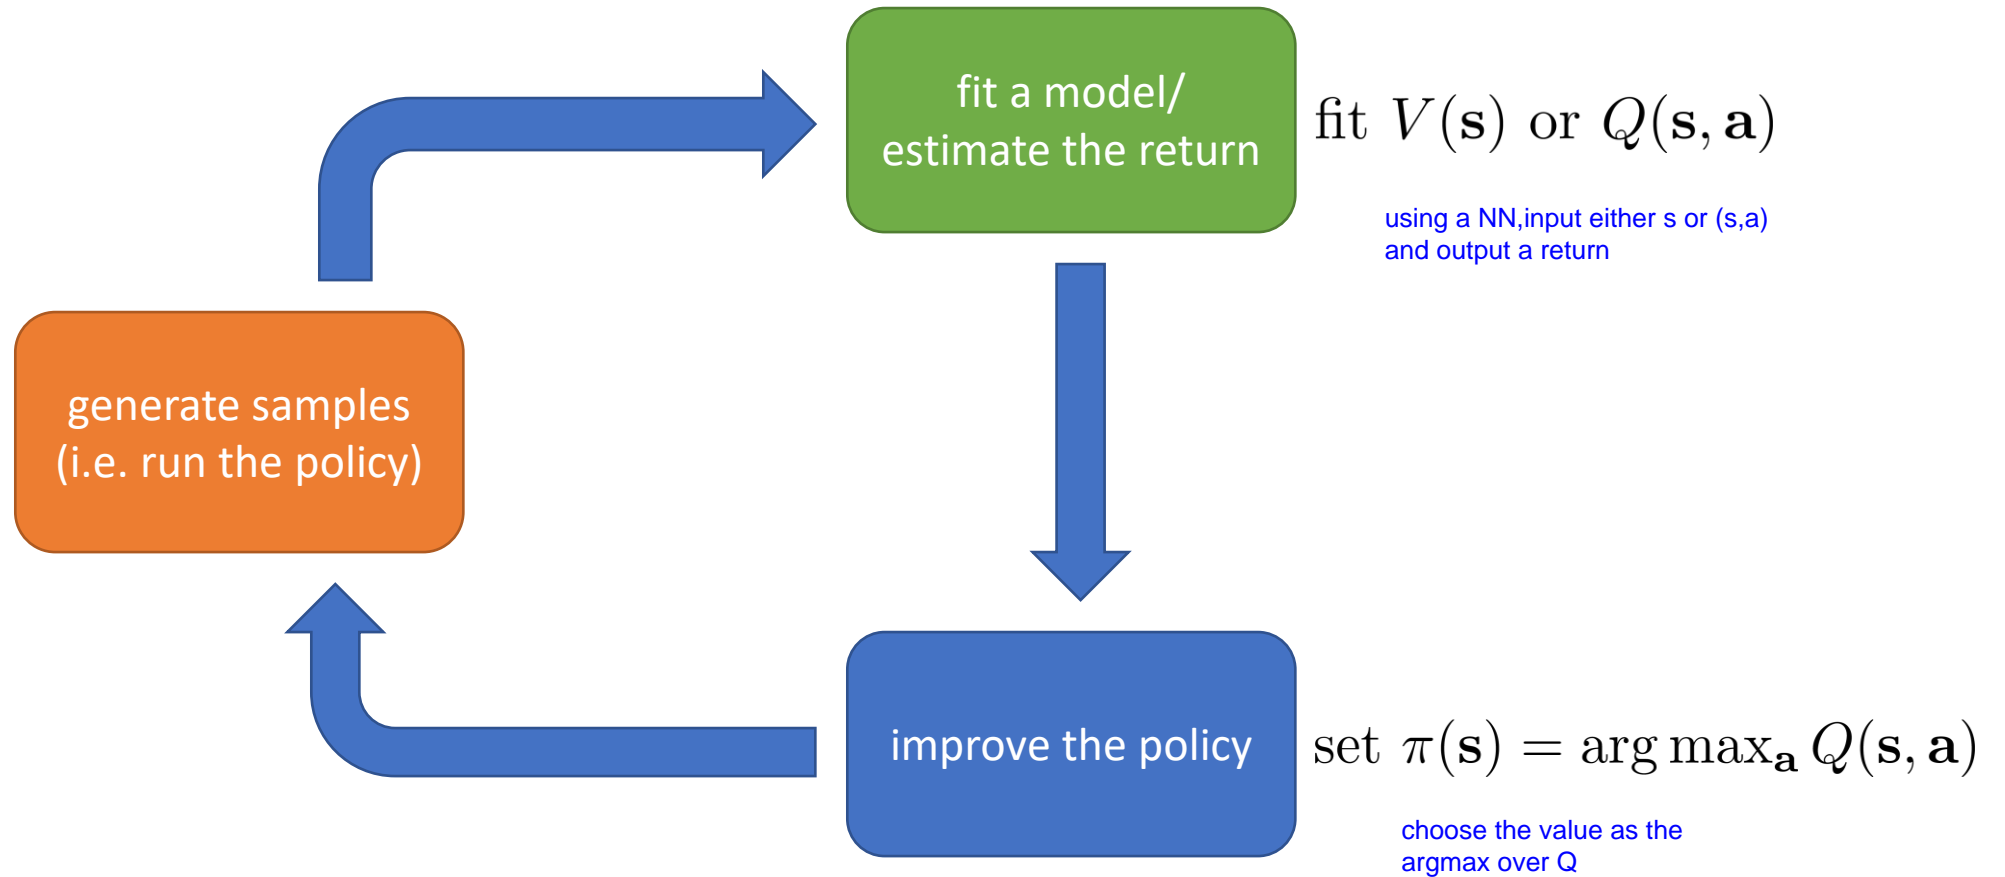 fit a model/
estimate the return
fit V(s) or Q(s, a)
using a NN,input either s or (s,a)
and output a return
generate samples
(i.e. run the policy)
improve the policy
set π(s) = arg maxₐ Q(s, a)
choose the value as the
argmax over Q